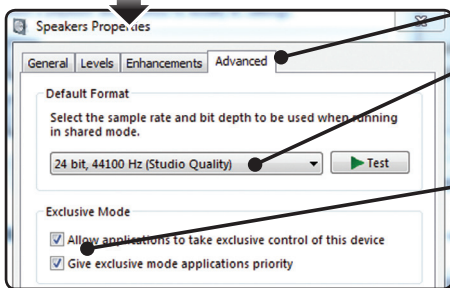 Speakers Properties
General Levels Enhancements Advanced
Default Format
Select the sample rate and bit depth to be used when running
in shared mode.
24 bit, 44100 Hz (Studio Quality) Test
Exclusive Mode
Allow applications to take exclusive control of this device
Give exclusive mode applications priority